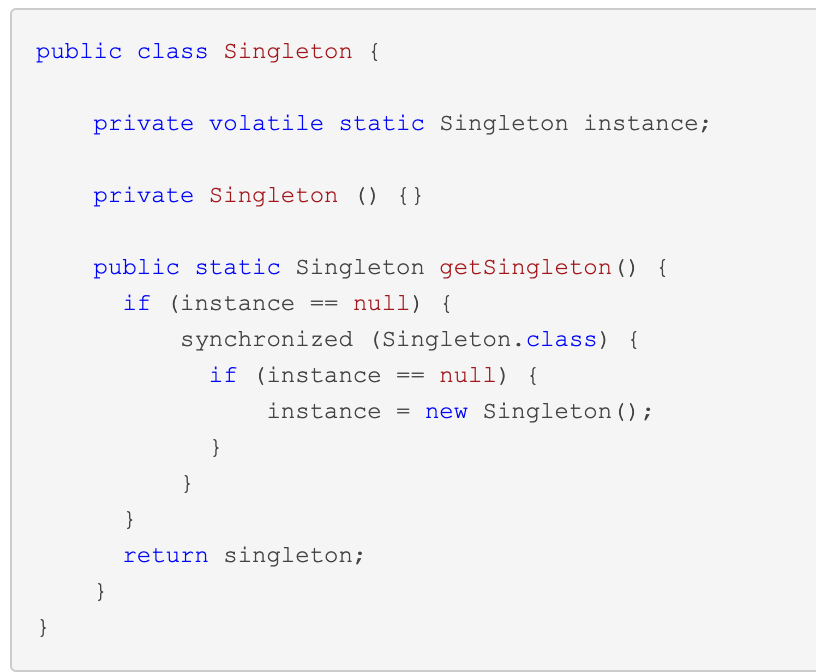 public class Singleton {
private volatile static Singleton instance;
private Singleton () {}
public static Singleton getSingleton() {
if (instance == null) {
synchronized (Singleton.class) {
if (instance == null) {
instance = new Singleton();
}
}
}
return singleton;
}
}